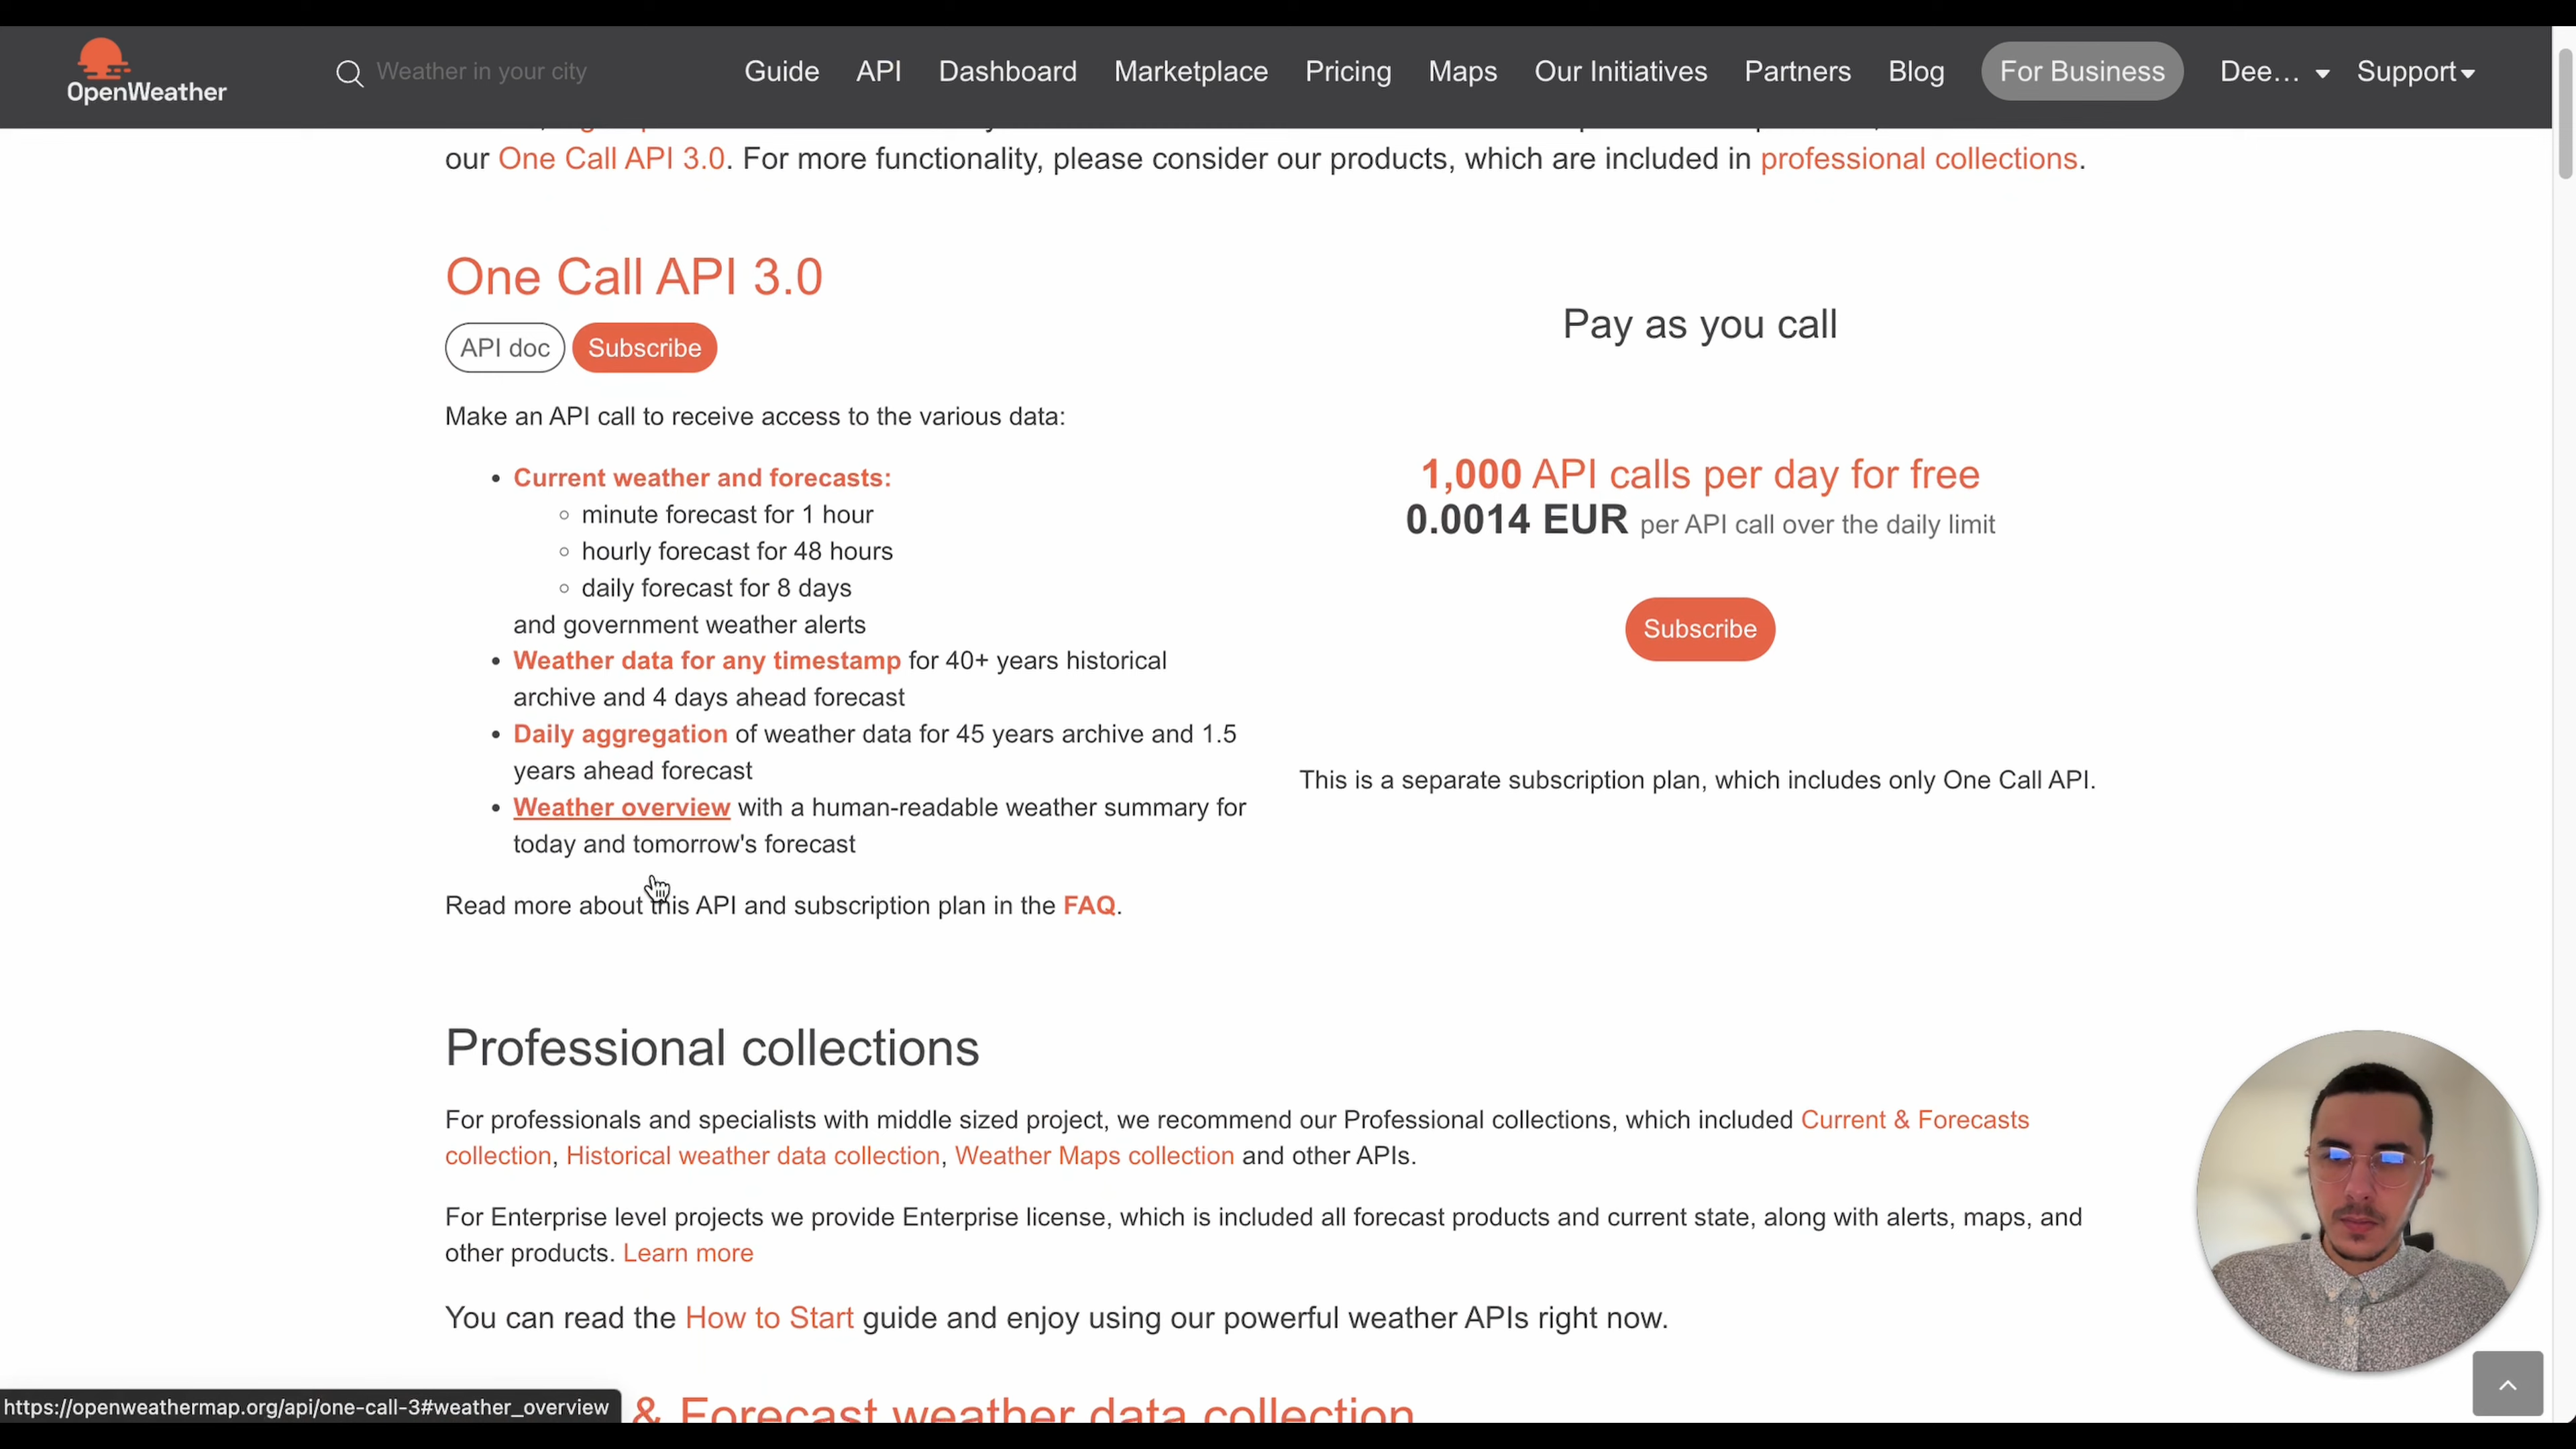 OpenWeather
Weather in your city
Guide
API
Dashboard
Marketplace
Pricing
Maps
Our Initiatives
Partners
Blog
For Business
Dee...
Support
our One Call API 3.0. For more functionality, please consider our products, which are included in professional collections.
One Call API 3.0
API doc
Subscribe
Make an API call to receive access to the various data:
Current weather and forecasts:
minute forecast for 1 hour
hourly forecast for 48 hours
daily forecast for 8 days
and government weather alerts
Weather data for any timestamp for 40+ years historical
archive and 4 days ahead forecast
Daily aggregation of weather data for 45 years archive and 1.5
years ahead forecast
Weather overview with a human-readable weather summary for
today and tomorrow's forecast
Read more about this API and subscription plan in the FAQ.
Pay as you call
1,000 API calls per day for free
0.0014 EUR per API call over the daily limit
Subscribe
This is a separate subscription plan, which includes only One Call API.
Professional collections
For professionals and specialists with middle sized project, we recommend our Professional collections, which included Current & Forecasts
collection, Historical weather data collection, Weather Maps collection and other APIs.
For Enterprise level projects we provide Enterprise license, which is included all forecast products and current state, along with alerts, maps, and
other products. Learn more
You can read the How to Start guide and enjoy using our powerful weather APIs right now.
& Forecast weather data collection
https://openweathermap.org/api/one-call-3#weather_overview